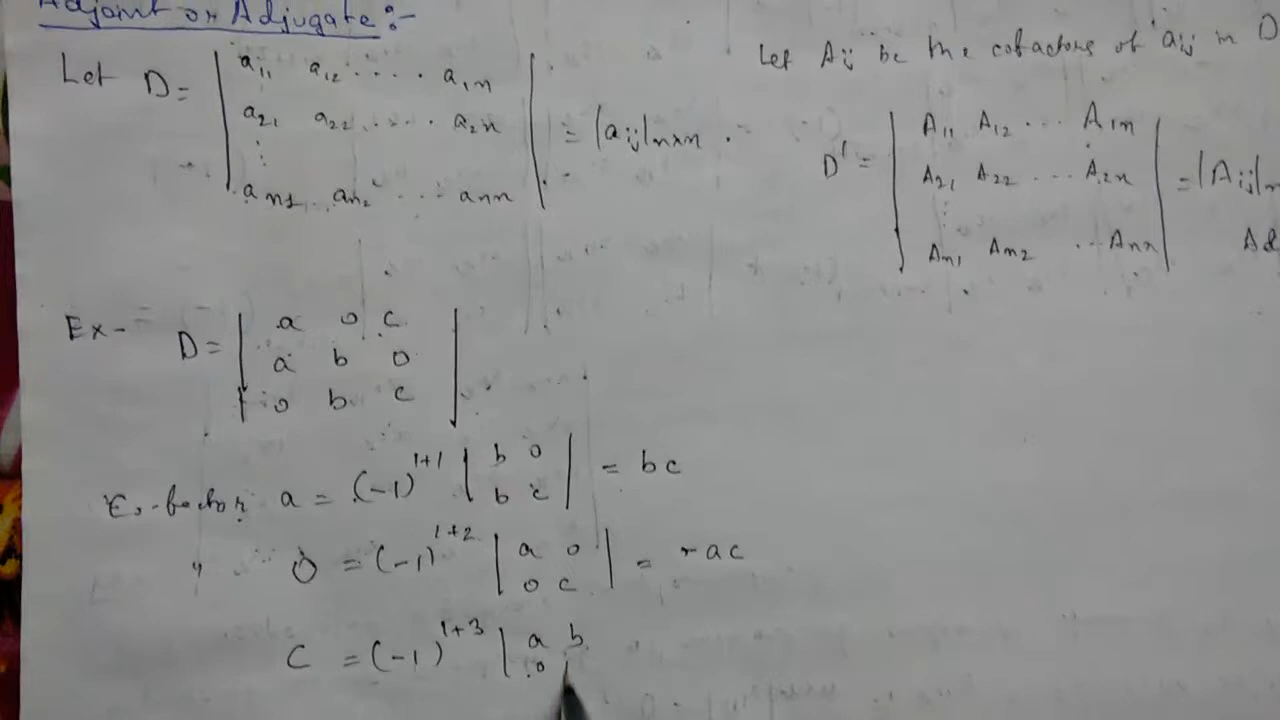 Adjoint or Adjugate :-
Let D = | a₁₁ a₁₂ ..... a₁n |
| a₂₁ a₂₂ ..... a₂n | = |aij|n×n .
⋮
| an1 an2 ... ann |
Let Aij be the cofactors of aij in D
D' = | A₁₁ A₁₂ ... A₁n |
| A₂₁ A₂₂ ... A₂n | = |Aij|n
⋮
| An1 An2 ... Ann |
Ex- D = | a 0 c |
| a b 0 |
| 0 b c |
Co-factor a = (-1)¹⁺¹ | b 0 | = bc
| b c |
" 0 = (-1)¹⁺² | a 0 | = -ac
| 0 c |
c = (-1)¹⁺³ | a b
0